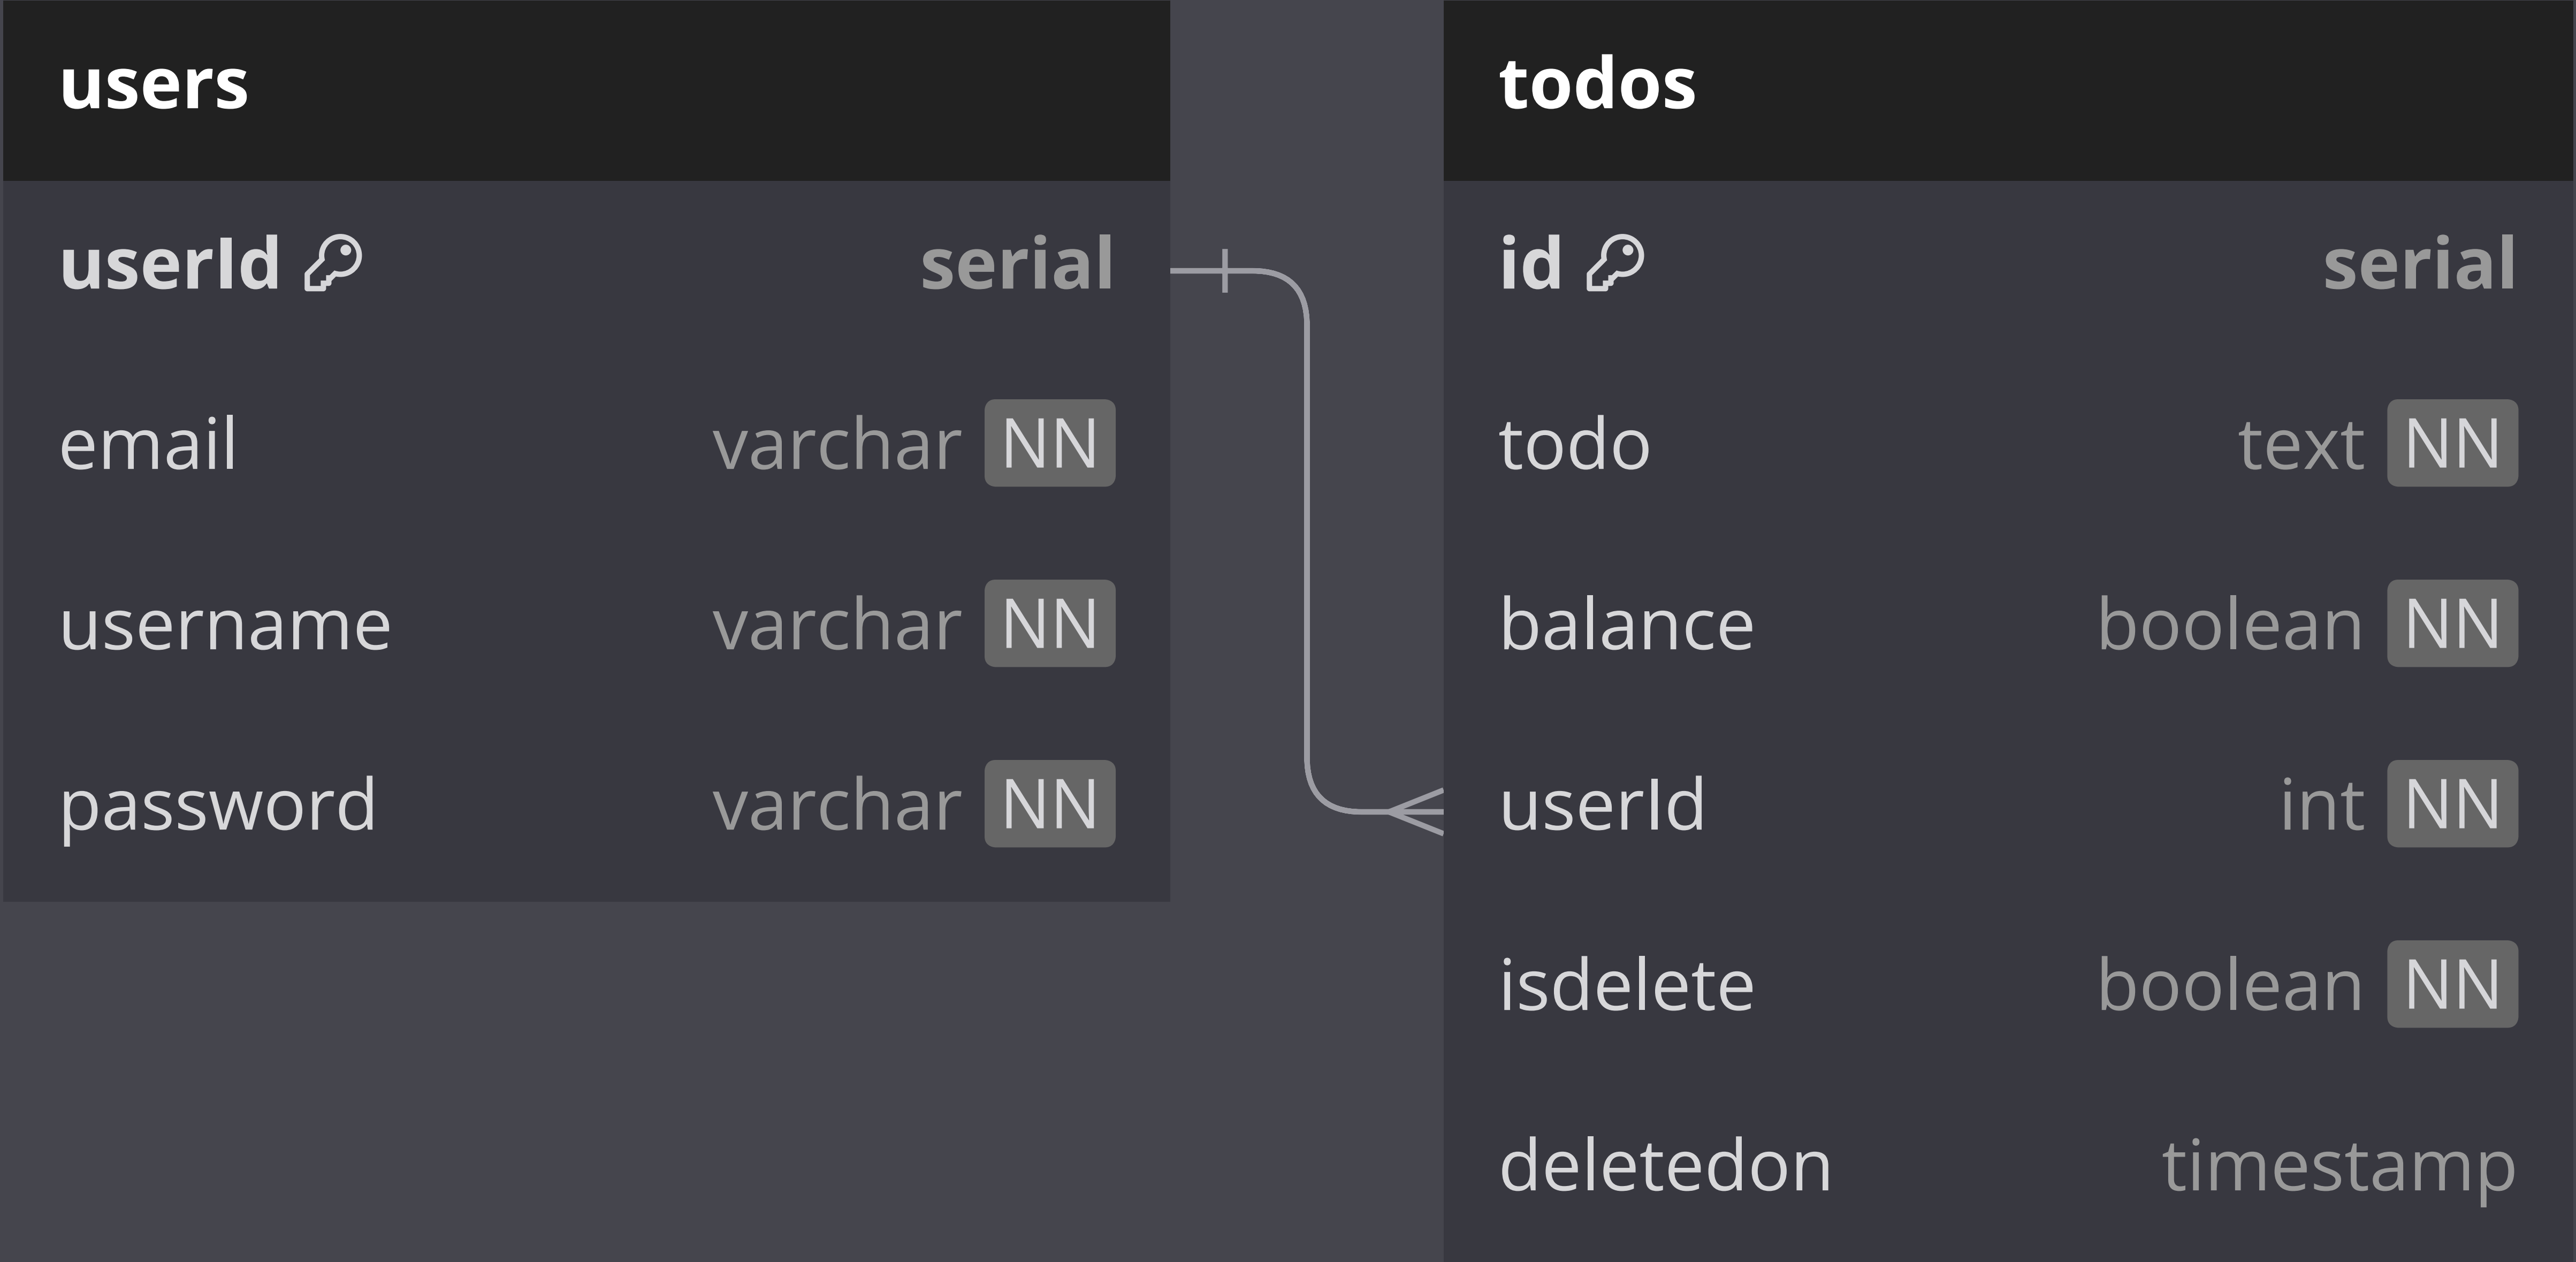 users
userId serial
email varchar NN
username varchar NN
password varchar NN
todos
id serial
todo text NN
balance boolean NN
userId int NN
isdelete boolean NN
deletedon timestamp